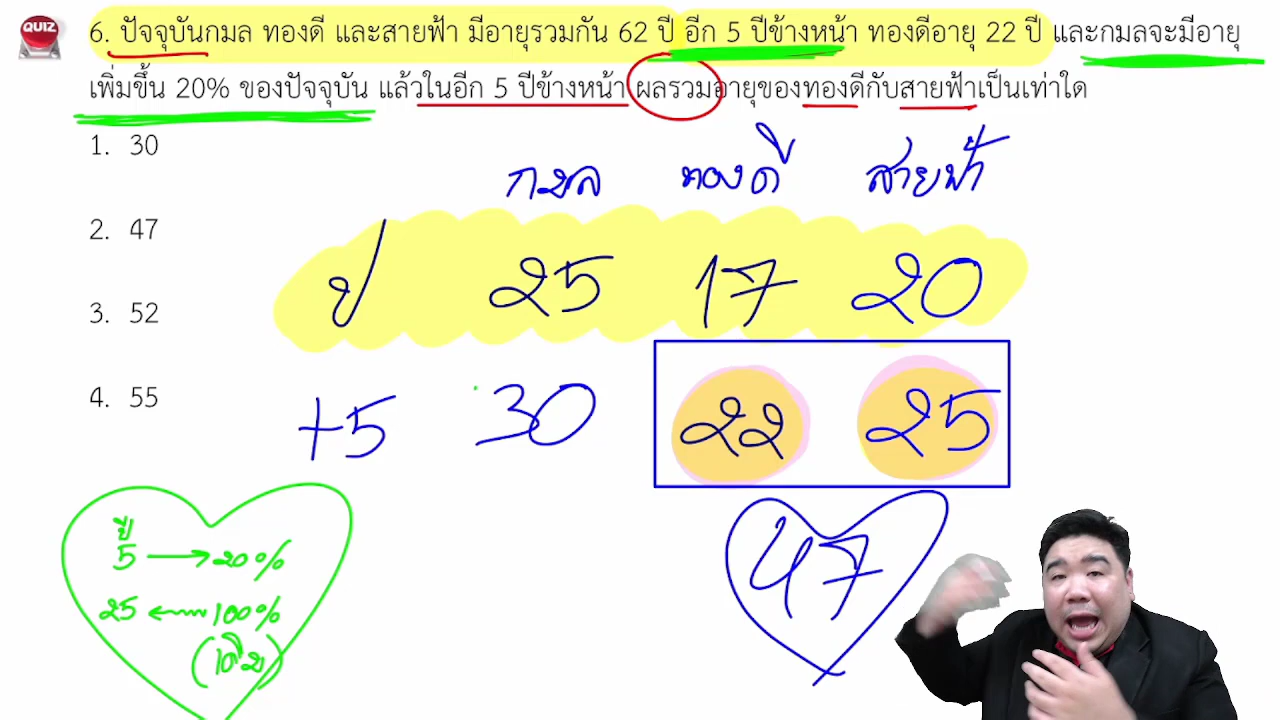 QUIZ
6. ปัจจุบันกมล ทองดี และสายฟ้า มีอายุรวมกัน 62 ปี อีก 5 ปีข้างหน้า ทองดีอายุ 22 ปี และกมลจะมีอายุ
เพิ่มขึ้น 20% ของปัจจุบัน แล้วในอีก 5 ปีข้างหน้า ผลรวมอายุของทองดีกับสายฟ้าเป็นเท่าใด
1. 30
2. 47
3. 52
4. 55
กมล ทองดี สายฟ้า
ป 25 17 20
+5 30 22 25
47
ปี
5 → 20%
25 ← 100%
(เดิม)